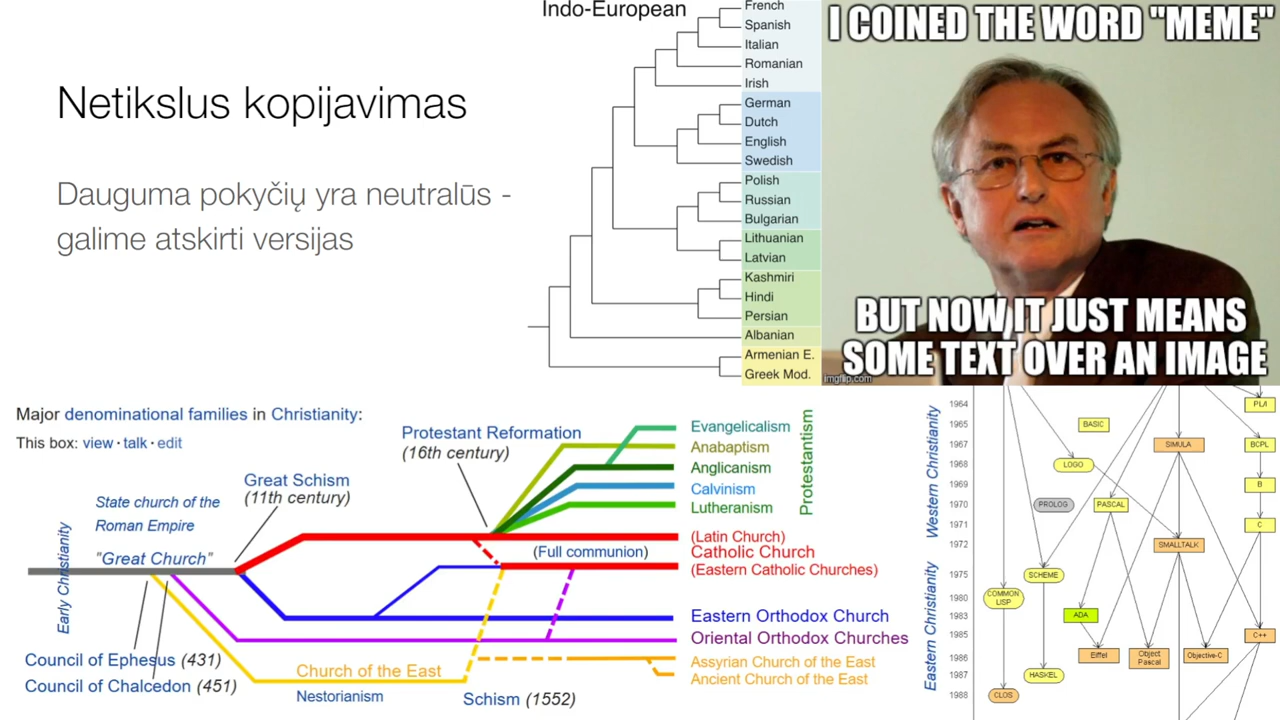 Netikslus kopijavimas
Dauguma pokyčių yra neutralūs -
galime atskirti versijas
Indo-European
French
Spanish
Italian
Romanian
Irish
German
Dutch
English
Swedish
Polish
Russian
Bulgarian
Lithuanian
Latvian
Kashmiri
Hindi
Persian
Albanian
Armenian E.
Greek Mod.
I COINED THE WORD "MEME"
BUT NOW IT JUST MEANS
SOME TEXT OVER AN IMAGE
imgflip.com
Major denominational families in Christianity:
This box: view · talk · edit
Early Christianity
State church of the
Roman Empire
"Great Church"
Great Schism
(11th century)
Protestant Reformation
(16th century)
Council of Ephesus (431)
Council of Chalcedon (451)
Church of the East
Nestorianism
Schism (1552)
(Full communion)
Evangelicalism
Anabaptism
Anglicanism
Calvinism
Lutheranism
Protestantism
(Latin Church)
Catholic Church
(Eastern Catholic Churches)
Eastern Orthodox Church
Oriental Orthodox Churches
Assyrian Church of the East
Ancient Church of the East
Western Christianity
Eastern Christianity
1964
PL/I
1965
BASIC
1967
SIMULA
BCPL
1968
LOGO
1969
B
1970
PROLOG
PASCAL
1971
C
1972
SMALLTALK
1975
SCHEME
1980
COMMON
LISP
1983
ADA
1985
C++
1986
Eiffel
Object
Pascal
Objective-C
1987
HASKEL
1988
CLOS